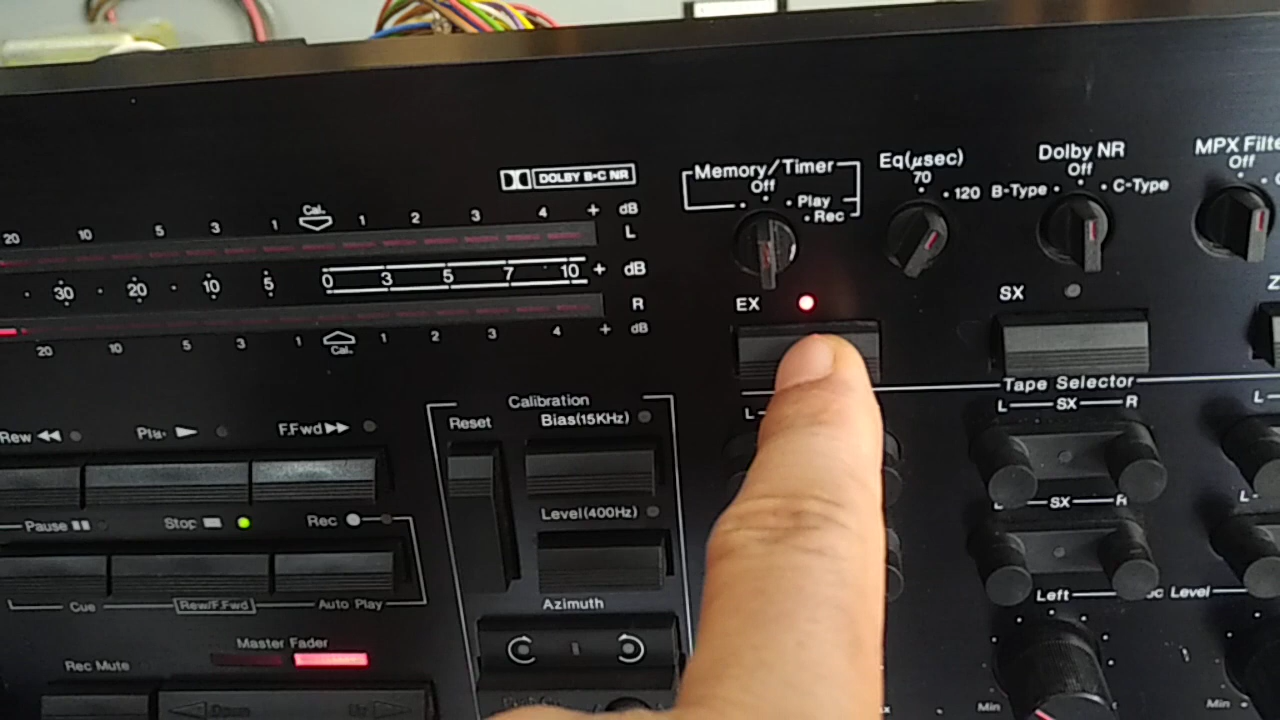 DOLBY B·C NR
Memory/Timer
Off
Play
Rec
Eq(μsec)
70
120
Dolby NR
Off
B-Type
C-Type
MPX Filte
Off
20 10 5 3 1 Cal. 1 2 3 4 + dB
L
30 20 10 5 0 3 5 7 10 + dB
R
20 10 5 3 1 Cal. 1 2 3 4 + dB
EX
SX
Z
Tape Selector
L
L SX R
L
Calibration
Reset
Bias(15KHz)
Level(400Hz)
Azimuth
Rew
F.Fwd
Pause
Stop
Rec
L SX R
L
Cue
Rew/F.Fwd
Auto Play
Left
Level
Master Fader
Rec Mute
Down
Min
Min